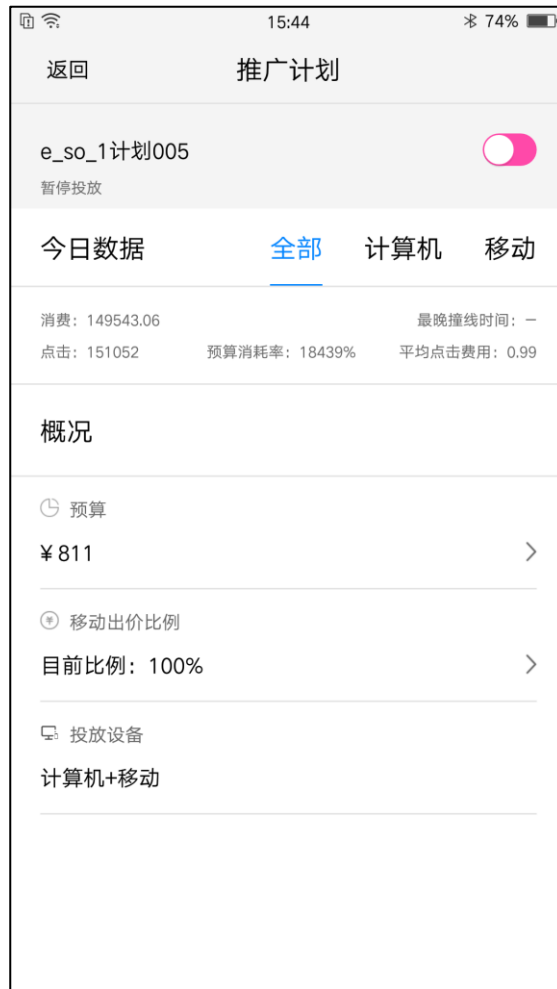 15:44 74%
返回 推广计划
e_so_1计划005
暂停投放
今日数据 全部 计算机 移动
消费：149543.06 最晚撞线时间：—
点击：151052 预算消耗率：18439% 平均点击费用：0.99
概况
预算
¥ 811
移动出价比例
目前比例：100%
投放设备
计算机+移动